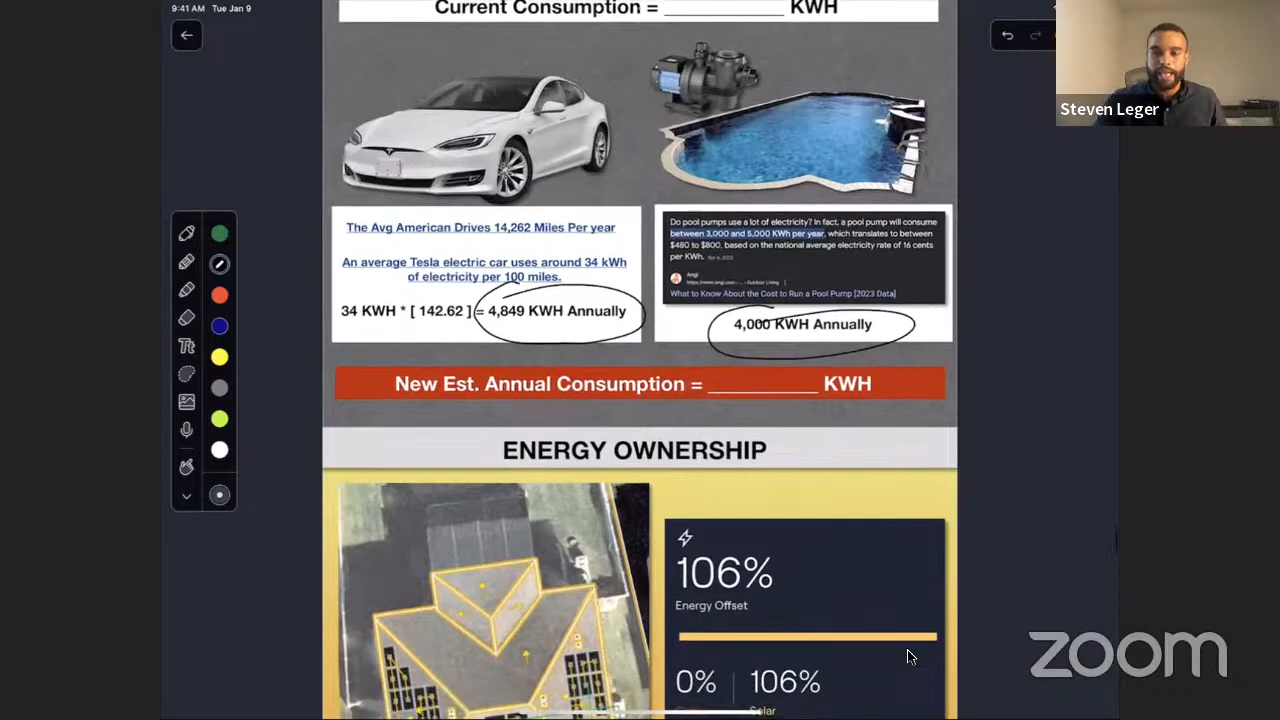 9:41 AM Tue Jan 9
Current Consumption = ___________ KWH
Steven Leger
The Avg American Drives 14,262 Miles Per year
An average Tesla electric car uses around 34 kWh
of electricity per 100 miles.
34 KWH * [ 142.62 ] = 4,849 KWH Annually
Do pool pumps use a lot of electricity? In fact, a pool pump will consume
between 3,000 and 5,000 KWh per year, which translates to between
$480 to $800, based on the national average electricity rate of 16 cents
per KWh.
Angi
What to Know About the Cost to Run a Pool Pump [2023 Data]
4,000 KWH Annually
New Est. Annual Consumption = __________ KWH
Tt
ENERGY OWNERSHIP
106%
Energy Offset
0% 106%
Solar
zoom